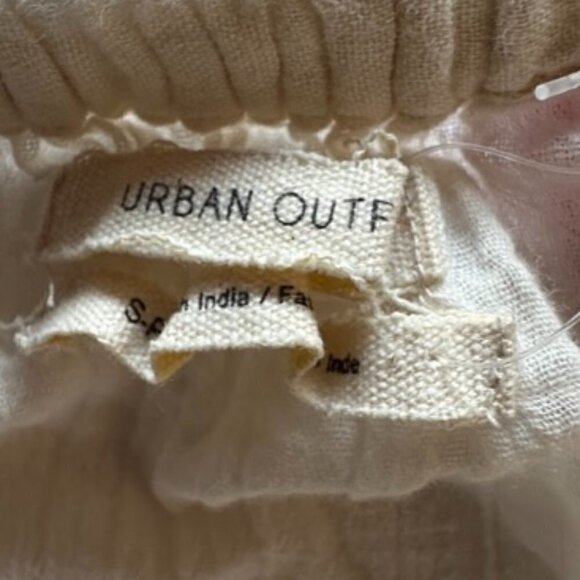 URBAN OUTF
S-P
n India / Fa
Inde